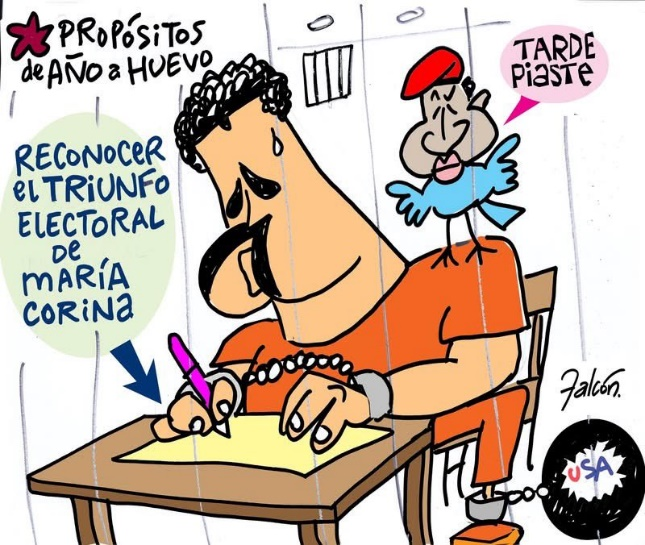 PROPÓSITOS
de AÑO a HUEVO
TARDE
PIASTE
RECONOCER
el TRIUNFO
ELECTORAL
DE
MARÍA
CORINA
Falcón.
USA